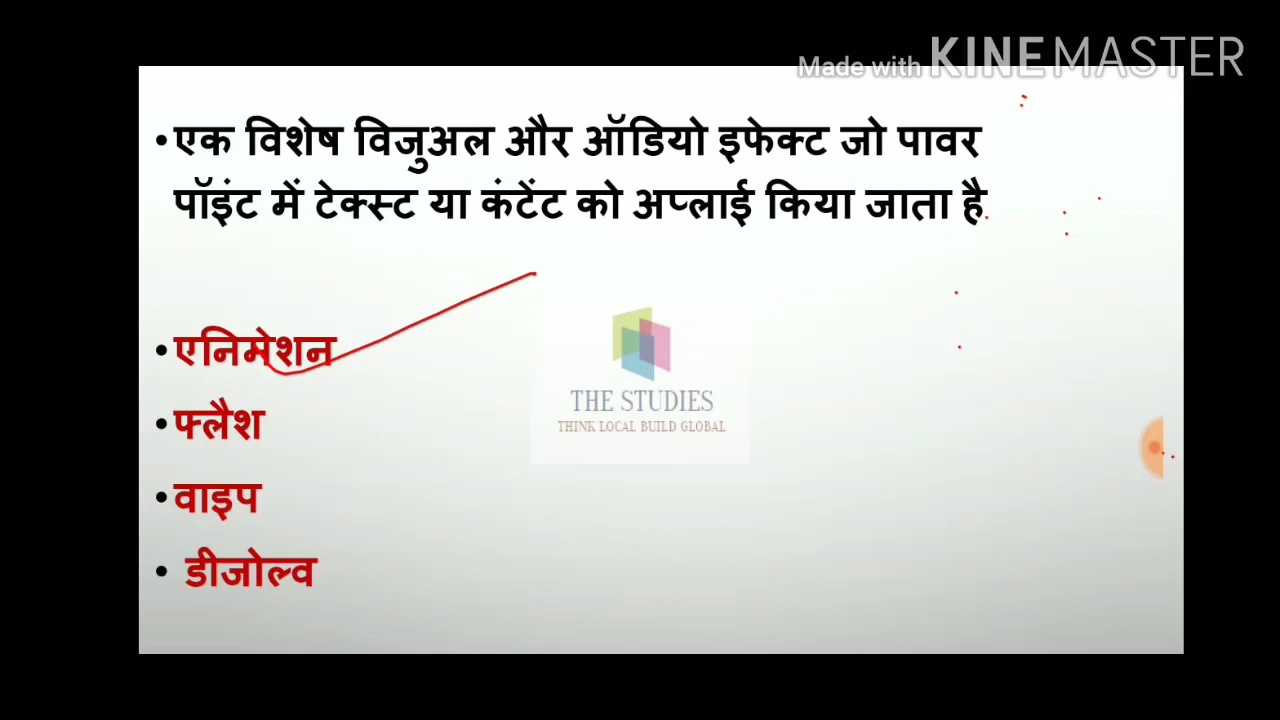 Made with KINEMASTER
•एक विशेष विजुअल और ऑडियो इफेक्ट जो पावर
पॉइंट में टेक्स्ट या कंटेंट को अप्लाई किया जाता है
•एनिमेशन
THE STUDIES
THINK LOCAL BUILD GLOBAL
•फ्लैश
•वाइप
• डीजोल्व